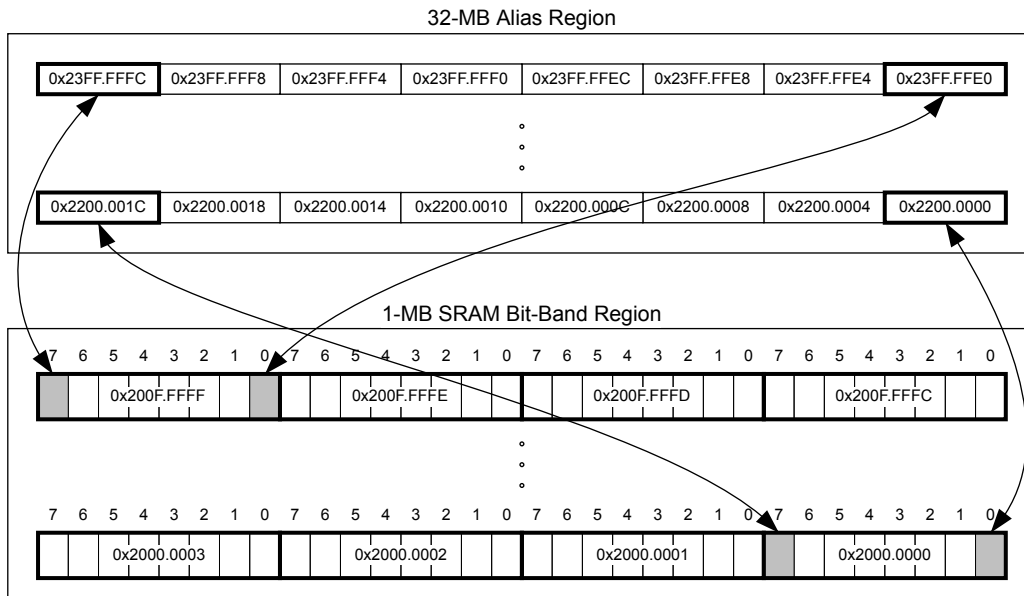 32-MB Alias Region
0x23FF.FFFC 0x23FF.FFF8 0x23FF.FFF4 0x23FF.FFF0 0x23FF.FFEC 0x23FF.FFE8 0x23FF.FFE4 0x23FF.FFE0
0x2200.001C 0x2200.0018 0x2200.0014 0x2200.0010 0x2200.000C 0x2200.0008 0x2200.0004 0x2200.0000
1-MB SRAM Bit-Band Region
7 6 5 4 3 2 1 0 7 6 5 4 3 2 1 0 7 6 5 4 3 2 1 0 7 6 5 4 3 2 1 0
0x200F.FFFF 0x200F.FFFE 0x200F.FFFD 0x200F.FFFC
7 6 5 4 3 2 1 0 7 6 5 4 3 2 1 0 7 6 5 4 3 2 1 0 7 6 5 4 3 2 1 0
0x2000.0003 0x2000.0002 0x2000.0001 0x2000.0000